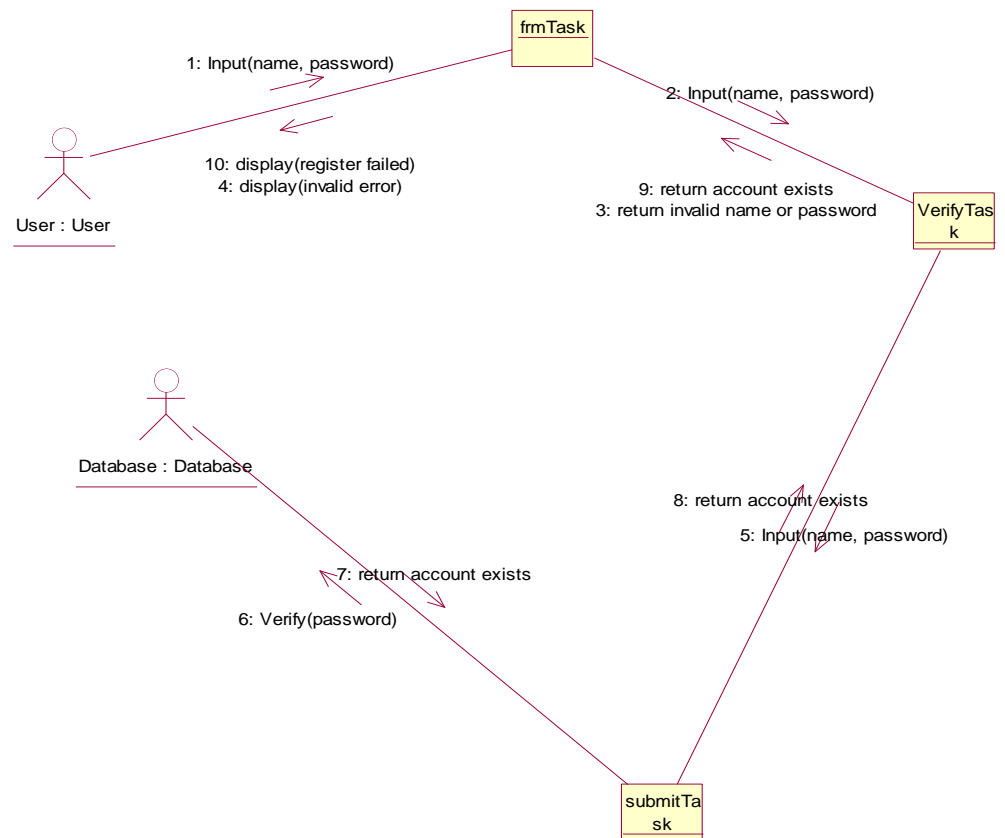 frmTask
1: Input(name, password)
2: Input(name, password)
10: display(register failed)
4: display(invalid error)
9: return account exists
3: return invalid name or password
User : User
VerifyTas
k
Database : Database
8: return account exists
5: Input(name, password)
7: return account exists
6: Verify(password)
submitTa
sk